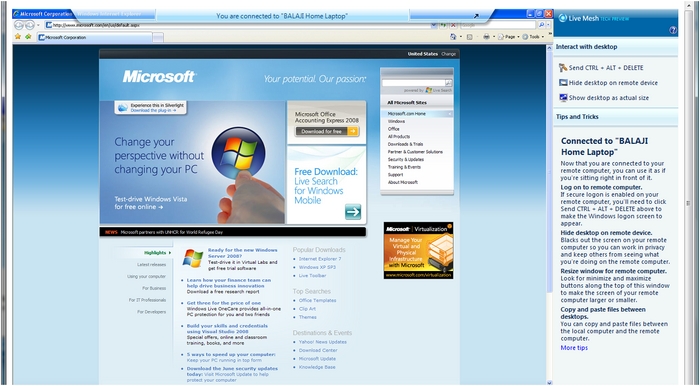 Microsoft Corporation
You are connected to "BALAJI Home Laptop"
http://www.microsoft.com/en/us/default.aspx
Microsoft Corporation
Page
Tools
United States Change
Microsoft
Your potential. Our passion.
Experience this in Silverlight
Download the plug-in
Change your
perspective without
changing your PC
Test-drive Windows Vista
for free online
Microsoft Office
Accounting Express 2008
Download for free
Free Download:
Live Search
for Windows
Mobile
powered by Live Search
All Microsoft Sites
Microsoft.com Home
Windows
Office
All Products
Downloads & Trials
Partner & Customer Solutions
Security & Updates
Training & Events
Support
About Microsoft
NEWS Microsoft partners with UNHCR for World Refugee Day
Microsoft Virtualization
Manage Your
Virtual and
Physical
Infrastructure
with Microsoft
www.microsoft.com/virtualization
Highlights
Latest releases
Using your computer
For Business
For IT Professionals
For Developers
Ready for the new Windows
Server 2008?
Test-drive it in Virtual Labs and
get free trial software
Learn how your finance team can
help drive business innovation
Download a free research report
Get three for the price of one
Windows Live OneCare provides all-in-one
PC protection for you and two friends
Build your skills and credentials
using Visual Studio 2008
Special offers, online and classroom
training, books, and more
5 ways to speed up your computer:
Keep your PC running in top form
Download the June security updates
today: Visit Microsoft Update to help
protect your computer
Popular Downloads
Internet Explorer 7
Windows XP SP3
Live Toolbar
Top Searches
Office Templates
Clip Art
Themes
Destinations & Events
Yahoo! News Updates
Download Center
Microsoft Update
Knowledge Base
Live Mesh TECH PREVIEW
Interact with desktop
Send CTRL + ALT + DELETE
Hide desktop on remote device
Show desktop as actual size
Tips and Tricks
Connected to "BALAJI
Home Laptop"
Now that you are connected to your
remote computer, you can use it as if
you're sitting right in front of it.
Log on to remote computer.
If secure logon is enabled on your
remote computer, you'll need to click
Send CTRL + ALT + DELETE above to
make the Windows logon screen to
appear.
Hide desktop on remote device.
Blacks out the screen on your remote
computer so you can work in privacy
and keep others from seeing what
you're doing on the remote computer.
Resize window for remote computer.
Look for minimize and maximize
buttons along the top of this window
to make the screen of your remote
computer larger or smaller.
Copy and paste files between
desktops.
You can copy and paste files between
the local computer and the remote
computer.
More tips